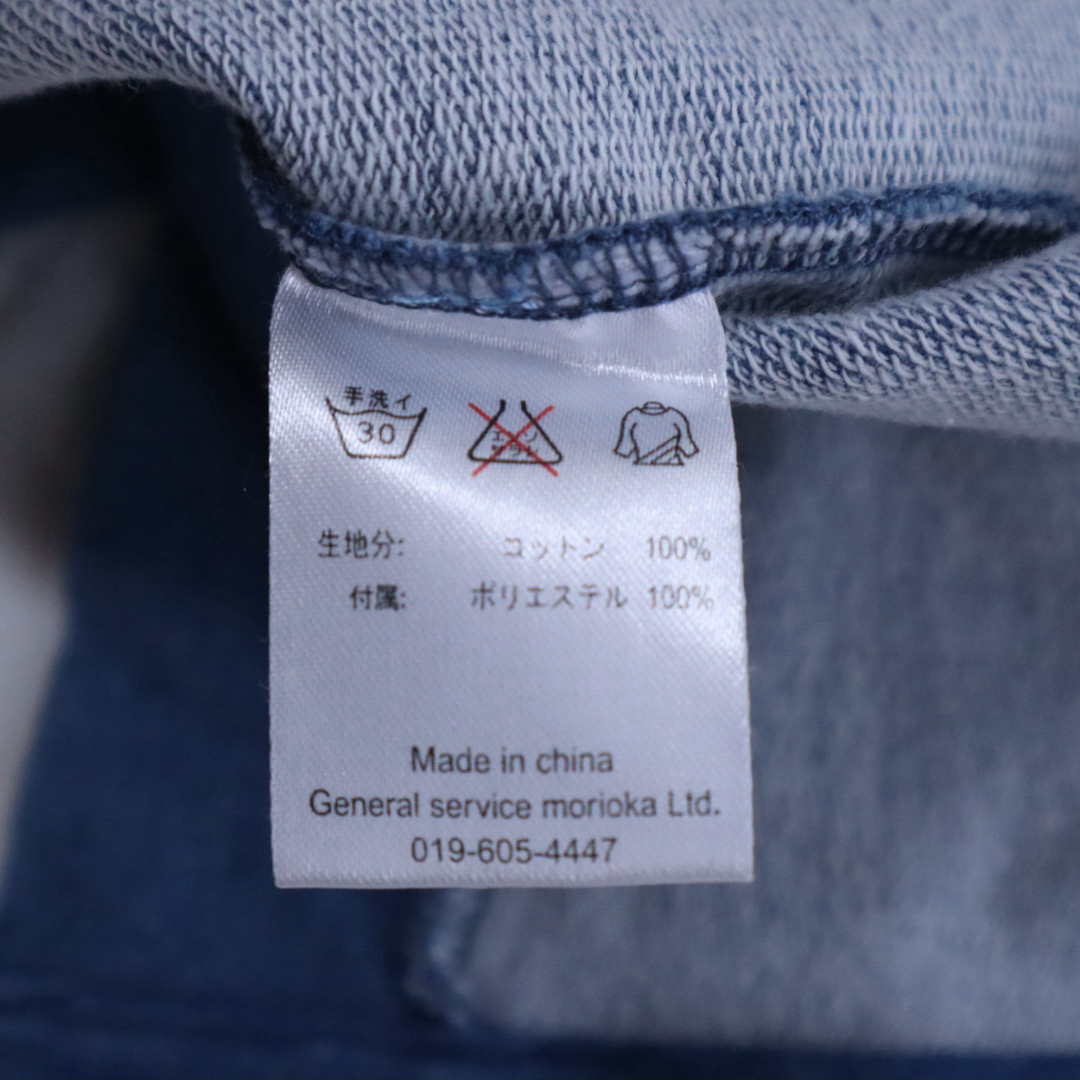 手洗イ
30
エンソ
サラシ
生地分: コットン 100%
付属: ポリエステル 100%
Made in china
General service morioka Ltd.
019-605-4447